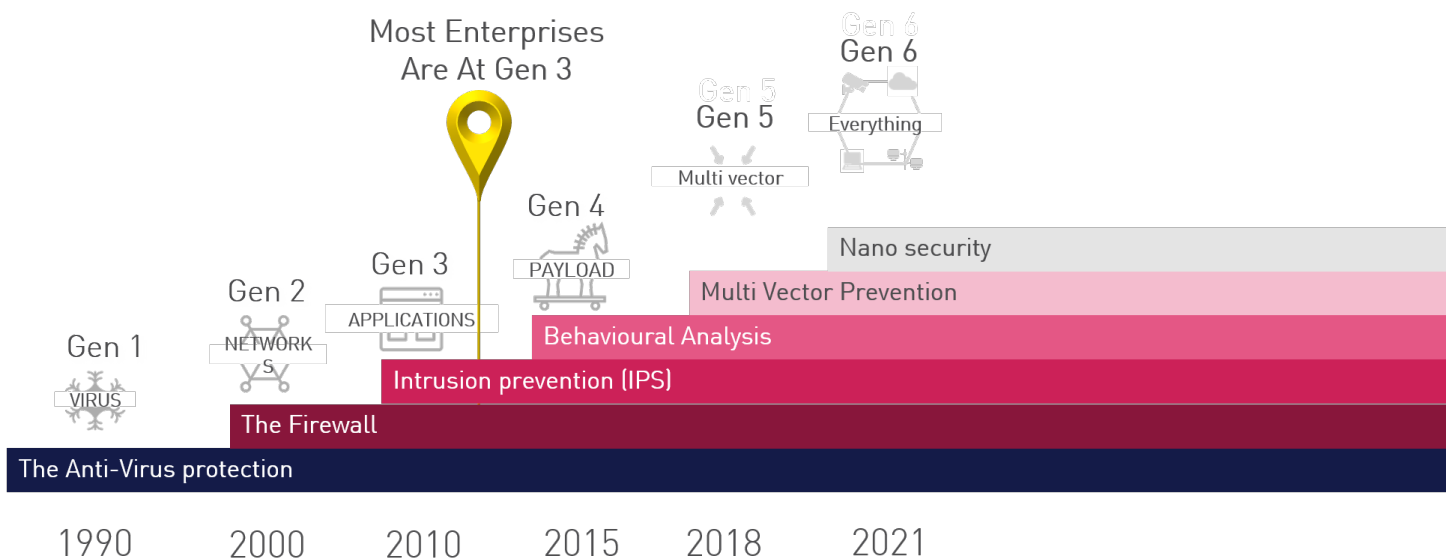 Most Enterprises
Are At Gen 3
Gen 6
Gen 6
Everything
Gen 5
Gen 5
Multi vector
Gen 4
PAYLOAD
Gen 3
APPLICATIONS
Gen 2
NETWORK
S
Gen 1
VIRUS
Nano security
Multi Vector Prevention
Behavioural Analysis
Intrusion prevention (IPS)
The Firewall
The Anti-Virus protection
1990 2000 2010 2015 2018 2021